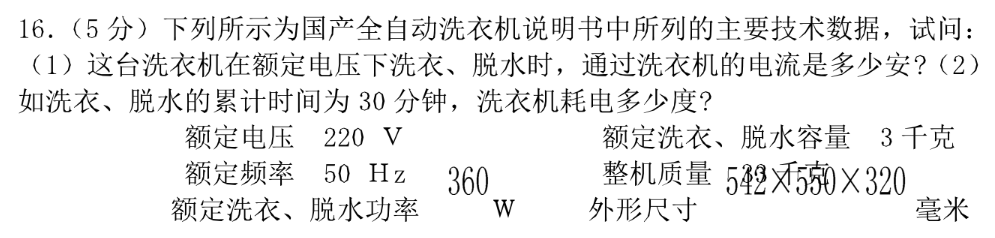 16.（5 分）下列所示为国产全自动洗衣机说明书中所列的主要技术数据，试问：
（1）这台洗衣机在额定电压下洗衣、脱水时，通过洗衣机的电流是多少安?（2）
如洗衣、脱水的累计时间为 30 分钟，洗衣机耗电多少度?
额定电压 220 V 额定洗衣、脱水容量 3 千克
额定频率 50 Hz 整机质量 33 千克
额定洗衣、脱水功率 360 W 外形尺寸 542×550×320 毫米